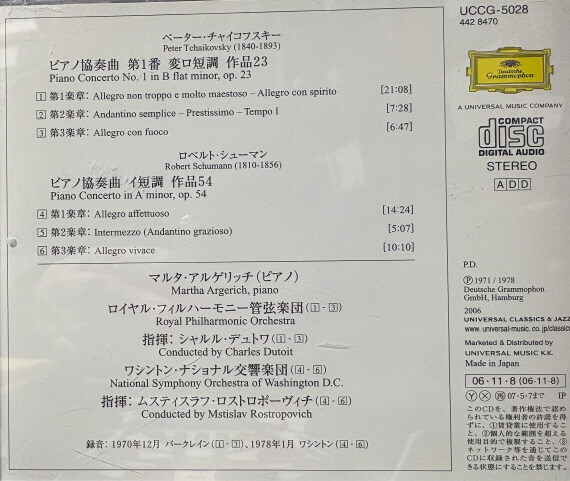 ペーター・チャイコフスキー
Peter Tchaikovsky (1840-1893)
ピアノ協奏曲 第1番 変ロ短調 作品23
Piano Concerto No. 1 in B flat minor, op. 23
1 第1楽章: Allegro non troppo e molto maestoso – Allegro con spirito [21:08]
2 第2楽章: Andantino semplice – Prestissimo – Tempo I [7:28]
3 第3楽章: Allegro con fuoco [6:47]
ロベルト・シューマン
Robert Schumann (1810-1856)
ピアノ協奏曲 イ短調 作品54
Piano Concerto in A minor, op. 54
4 第1楽章: Allegro affettuoso [14:24]
5 第2楽章: Intermezzo (Andantino grazioso) [5:07]
6 第3楽章: Allegro vivace [10:10]
マルタ・アルゲリッチ (ピアノ)
Martha Argerich, piano
ロイヤル・フィルハーモニー管弦楽団 (1-3)
Royal Philharmonic Orchestra
指揮: シャルル・デュトワ (1-3)
Conducted by Charles Dutoit
ワシントン・ナショナル交響楽団 (4-6)
National Symphony Orchestra of Washington D.C.
指揮: ムスティスラフ・ロストロポーヴィチ (4-6)
Conducted by Mstislav Rostropovich
録音: 1970年12月 バークレイン (1-3)、1978年1月 ワシントン (4-6)
UCCG-5028
442 8470
Deutsche
Grammophon
A UNIVERSAL MUSIC COMPANY
COMPACT
disc
DIGITAL AUDIO
STEREO
ADD
P.D.
Ⓟ 1971 / 1978
Deutsche Grammophon
GmbH, Hamburg
2006
UNIVERSAL CLASSICS & JAZZ
www. universal-music.co.jp/classics
Marketed & Distributed by
UNIVERSAL MUSIC K.K.
Made in Japan
06・11・8 (06・11・8)
Ⓨ Ⓧ 再 07・5・7まで IP
このCDを、著作権法で認め
られている権利者の許諾を得
ずに、①賃貸業に使用するこ
と、②個人的な範囲を超える
使用目的で複製すること、③
ネットワーク等を通じてこの
CDに収録された音を送信で
きる状態にすることを禁じます。